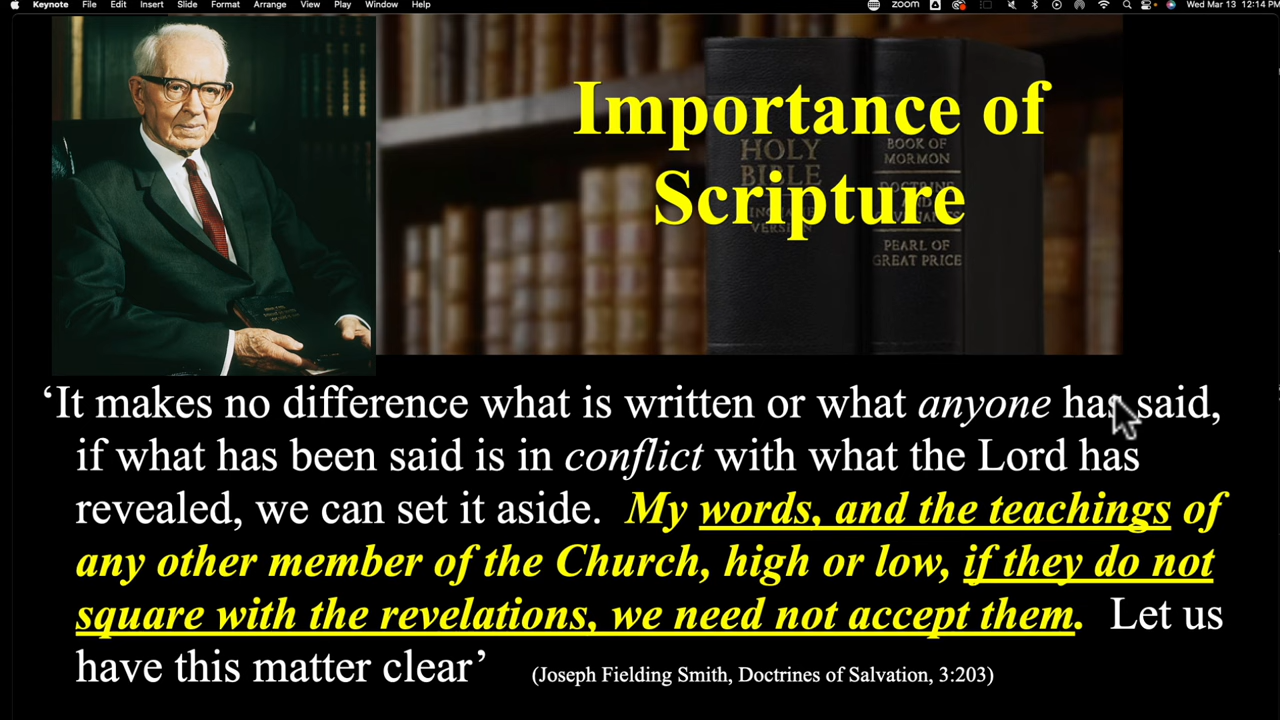 Keynote File Edit Insert Slide Format Arrange View Play Window Help zoom Wed Mar 13 12:14 PM
Importance of
Scripture
HOLY
BIBLE
VERSION
BOOK OF
MORMON
DOCTRINE
AND
PEARL OF
GREAT PRICE
‘It makes no difference what is written or what anyone has said,
if what has been said is in conflict with what the Lord has
revealed, we can set it aside. My words, and the teachings of
any other member of the Church, high or low, if they do not
square with the revelations, we need not accept them. Let us
have this matter clear’ (Joseph Fielding Smith, Doctrines of Salvation, 3:203)